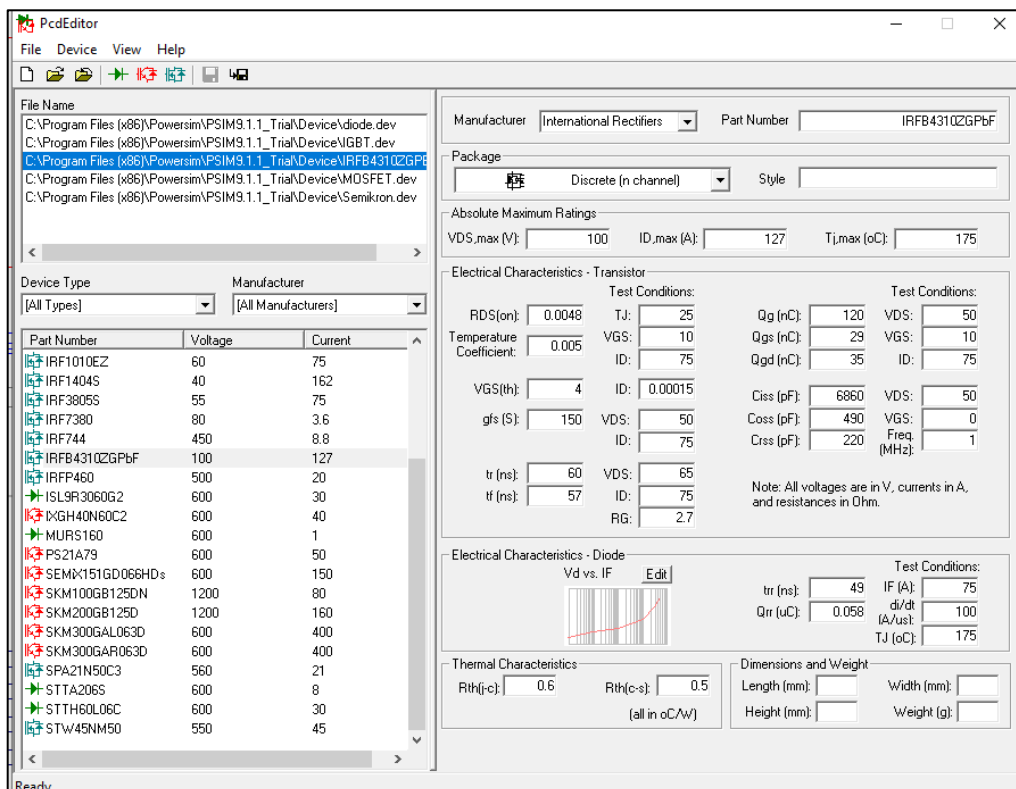 PcdEditor
File Device View Help
File Name
C:\Program Files (x86)\Powersim\PSIM9.1.1_Trial\Device\diode.dev
C:\Program Files (x86)\Powersim\PSIM9.1.1_Trial\Device\IGBT.dev
C:\Program Files (x86)\Powersim\PSIM9.1.1_Trial\Device\IRFB4310ZGPb
C:\Program Files (x86)\Powersim\PSIM9.1.1_Trial\Device\MOSFET.dev
C:\Program Files (x86)\Powersim\PSIM9.1.1_Trial\Device\Semikron.dev
Device Type Manufacturer
[All Types] [All Manufacturers]
Part Number Voltage Current
IRF1010EZ 60 75
IRF1404S 40 162
IRF3805S 55 75
IRF7380 80 3.6
IRF744 450 8.8
IRFB4310ZGPbF 100 127
IRFP460 500 20
ISL9R3060G2 600 30
IXGH40N60C2 600 40
MURS160 600 1
PS21A79 600 50
SEMiX151GD066HDs 600 150
SKM100GB125DN 1200 80
SKM200GB125D 1200 160
SKM300GAL063D 600 400
SKM300GAR063D 600 400
SPA21N50C3 560 21
STTA206S 600 8
STTH60L06C 600 30
STW45NM50 550 45
Ready
Manufacturer International Rectifiers Part Number IRFB4310ZGPbF
Package
Discrete (n channel) Style
Absolute Maximum Ratings
VDS,max (V): 100 ID,max (A): 127 Tj,max (oC): 175
Electrical Characteristics - Transistor
Test Conditions: Test Conditions:
RDS(on): 0.0048 TJ: 25 Qg (nC): 120 VDS: 50
Temperature Coefficient: 0.005 VGS: 10 Qgs (nC): 29 VGS: 10
ID: 75 Qgd (nC): 35 ID: 75
VGS(th): 4 ID: 0.00015 Ciss (pF): 6860 VDS: 50
gfs (S): 150 VDS: 50 Coss (pF): 490 VGS: 0
ID: 75 Crss (pF): 220 Freq. (MHz): 1
tr (ns): 60 VDS: 65
tf (ns): 57 ID: 75
RG: 2.7
Note: All voltages are in V, currents in A,
and resistances in Ohm.
Electrical Characteristics - Diode
Vd vs. IF Edit Test Conditions:
trr (ns): 49 IF (A): 75
Qrr (uC): 0.058 di/dt (A/us): 100
TJ (oC): 175
Thermal Characteristics
Rth(j-c): 0.6 Rth(c-s): 0.5
(all in oC/W)
Dimensions and Weight
Length (mm): Width (mm):
Height (mm): Weight (g):